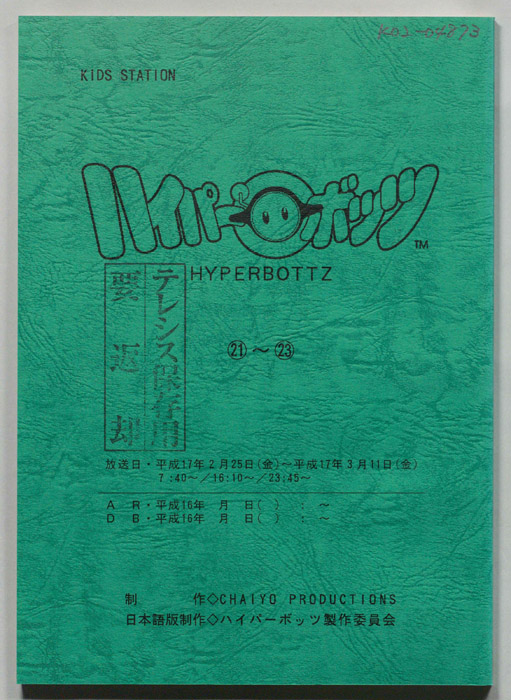 KIDS STATION
ハイパーボッツ
TM
HYPERBOTTZ
テレシス保存用
要返却
㉑～㉓
放送日・平成17年2月25日(金)～平成17年3月11日(金)
7:40～／16:10～／23:45～
A R・平成16年 月 日( ) : ～
D B・平成16年 月 日( ) : ～
制 作◇CHAIYO PRODUCTIONS
日本語版制作◇ハイパーボッツ製作委員会